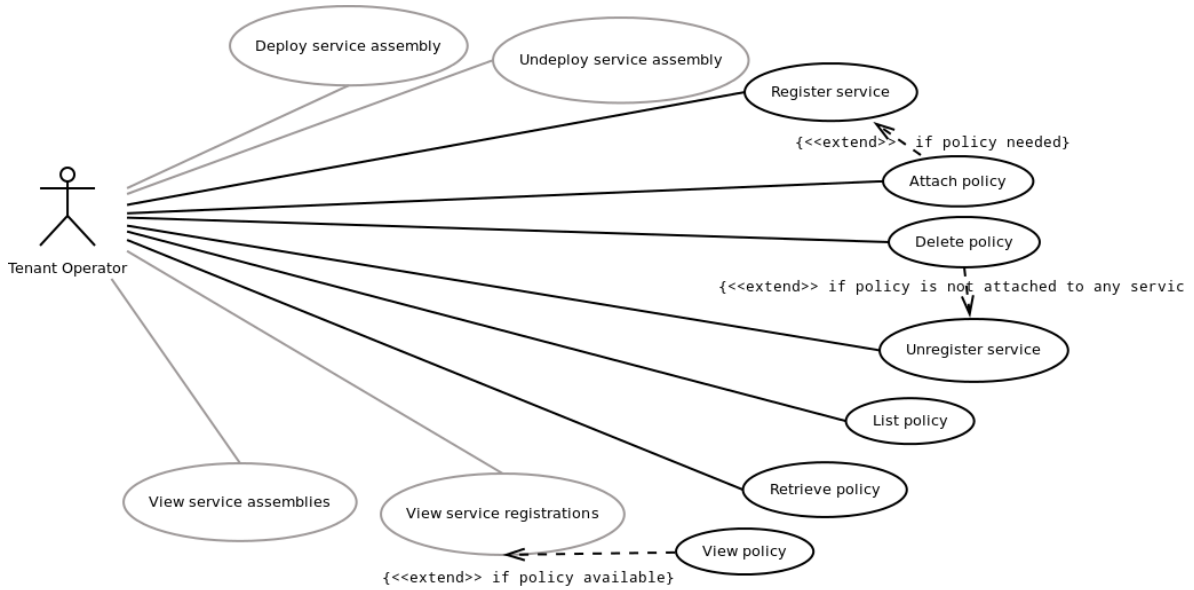 Deploy service assembly
Undeploy service assembly
Register service
{<<extend>> if policy needed}
Attach policy
Delete policy
Tenant Operator
{<<extend>> if policy is not attached to any servic
Unregister service
List policy
Retrieve policy
View service assemblies
View service registrations
View policy
{<<extend>> if policy available}